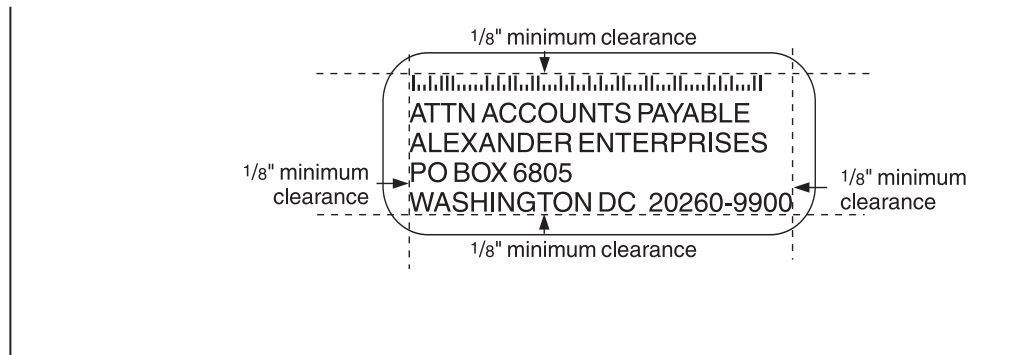 1/8" minimum clearance
ATTN ACCOUNTS PAYABLE
ALEXANDER ENTERPRISES
PO BOX 6805
WASHINGTON DC 20260-9900
1/8" minimum
clearance
1/8" minimum
clearance
1/8" minimum clearance